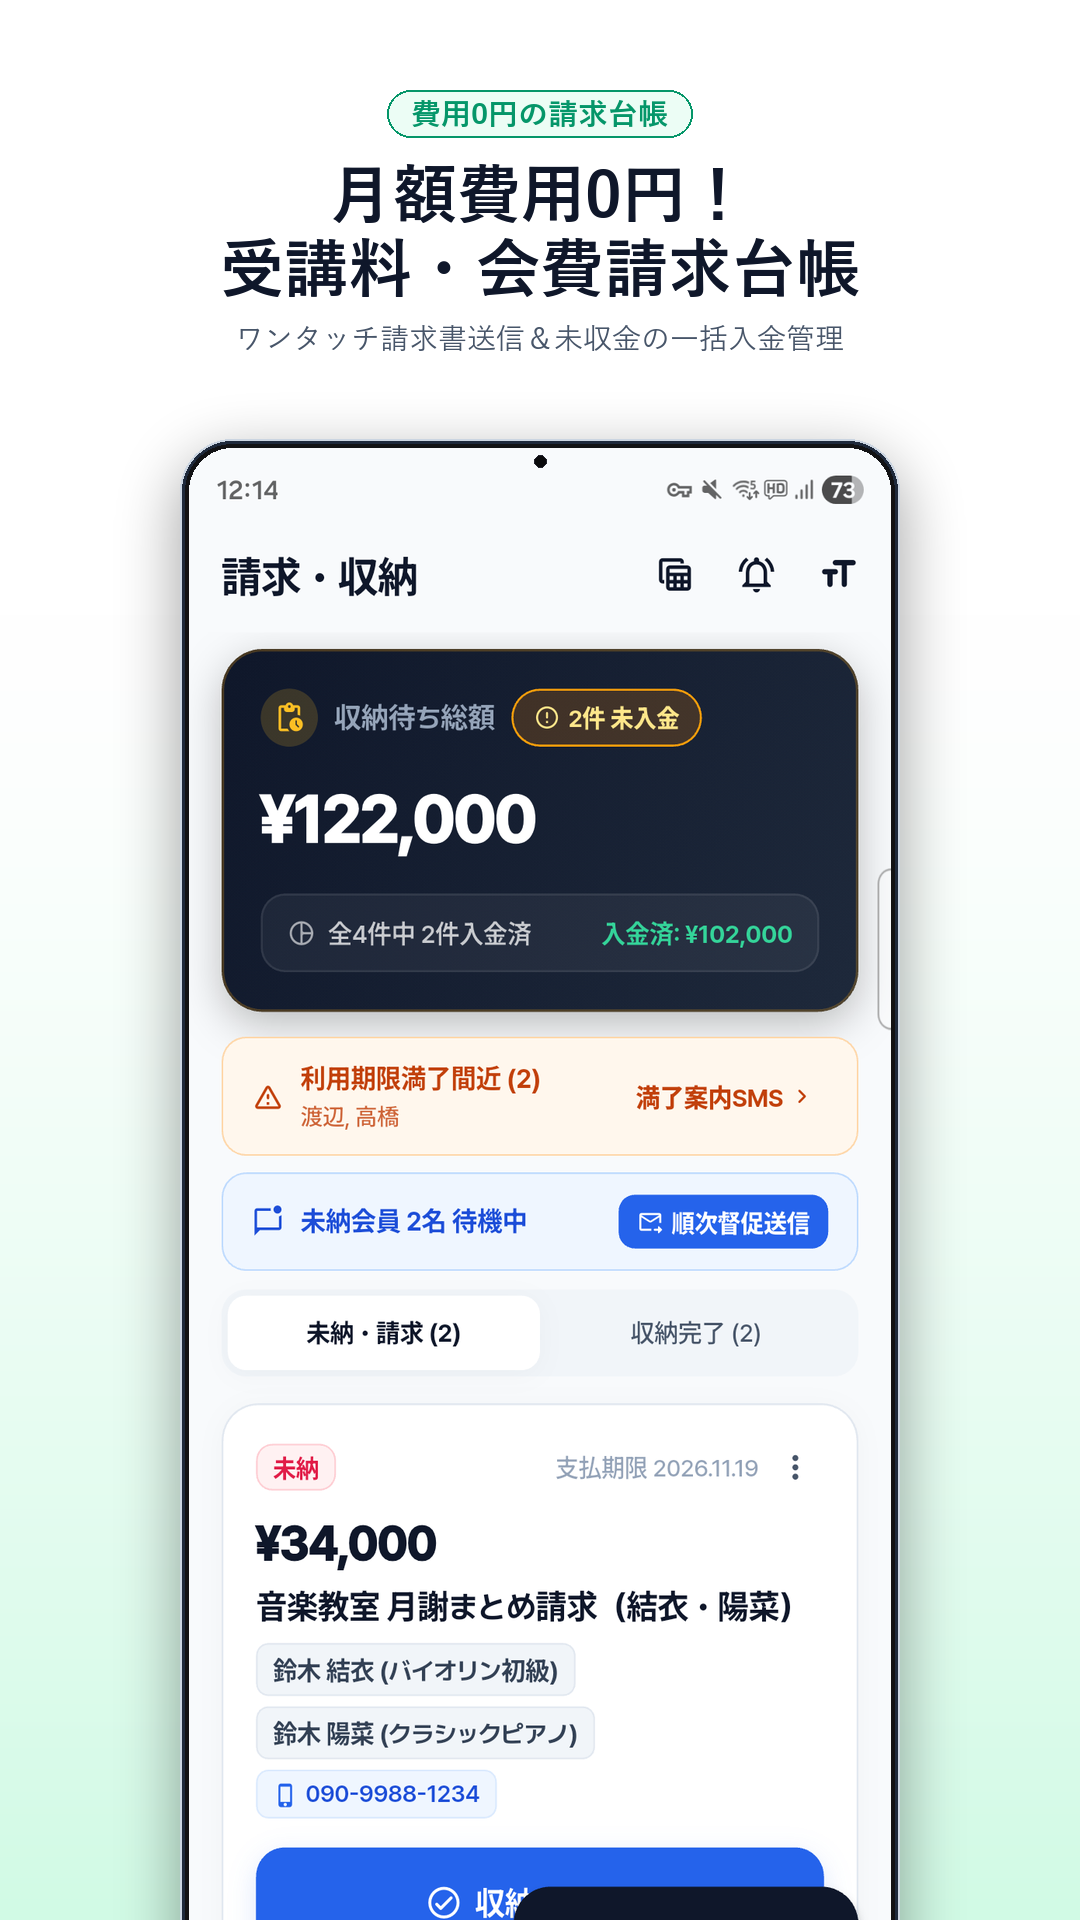 費用0円の請求台帳
月額費用0円！
受講料・会費請求台帳
ワンタッチ請求書送信＆未収金の一括入金管理
12:14
5 HD 73
請求・収納
収納待ち総額 2件 未入金
¥122,000
全4件中 2件入金済 入金済: ¥102,000
利用期限満了間近 (2)
渡辺, 高橋
満了案内SMS
未納会員 2名 待機中 順次督促送信
未納・請求 (2) 収納完了 (2)
未納 支払期限 2026.11.19
¥34,000
音楽教室 月謝まとめ請求（結衣・陽菜）
鈴木 結衣 (バイオリン初級)
鈴木 陽菜 (クラシックピアノ)
090-9988-1234
収納